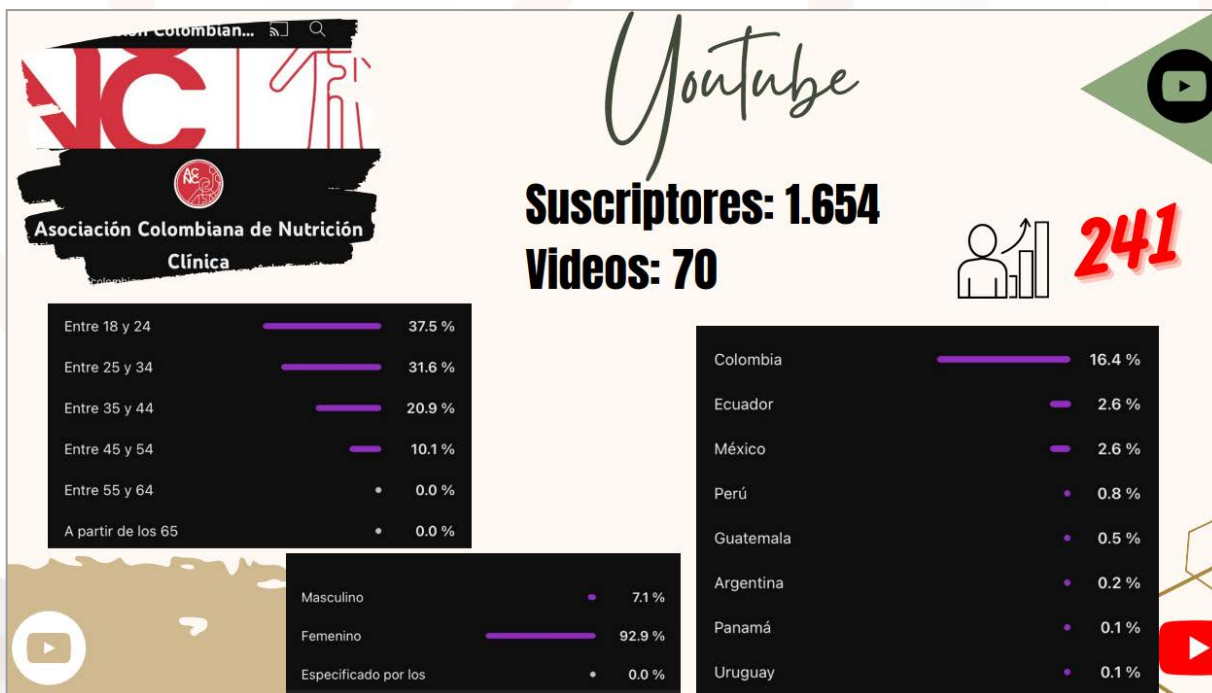 Colombian...
Youtube
Asociación Colombiana de Nutrición
Clínica
Suscriptores: 1.654
Videos: 70
241
Entre 18 y 24 37.5 %
Entre 25 y 34 31.6 %
Entre 35 y 44 20.9 %
Entre 45 y 54 10.1 %
Entre 55 y 64 0.0 %
A partir de los 65 0.0 %
Masculino 7.1 %
Femenino 92.9 %
Especificado por los 0.0 %
Colombia 16.4 %
Ecuador 2.6 %
México 2.6 %
Perú 0.8 %
Guatemala 0.5 %
Argentina 0.2 %
Panamá 0.1 %
Uruguay 0.1 %